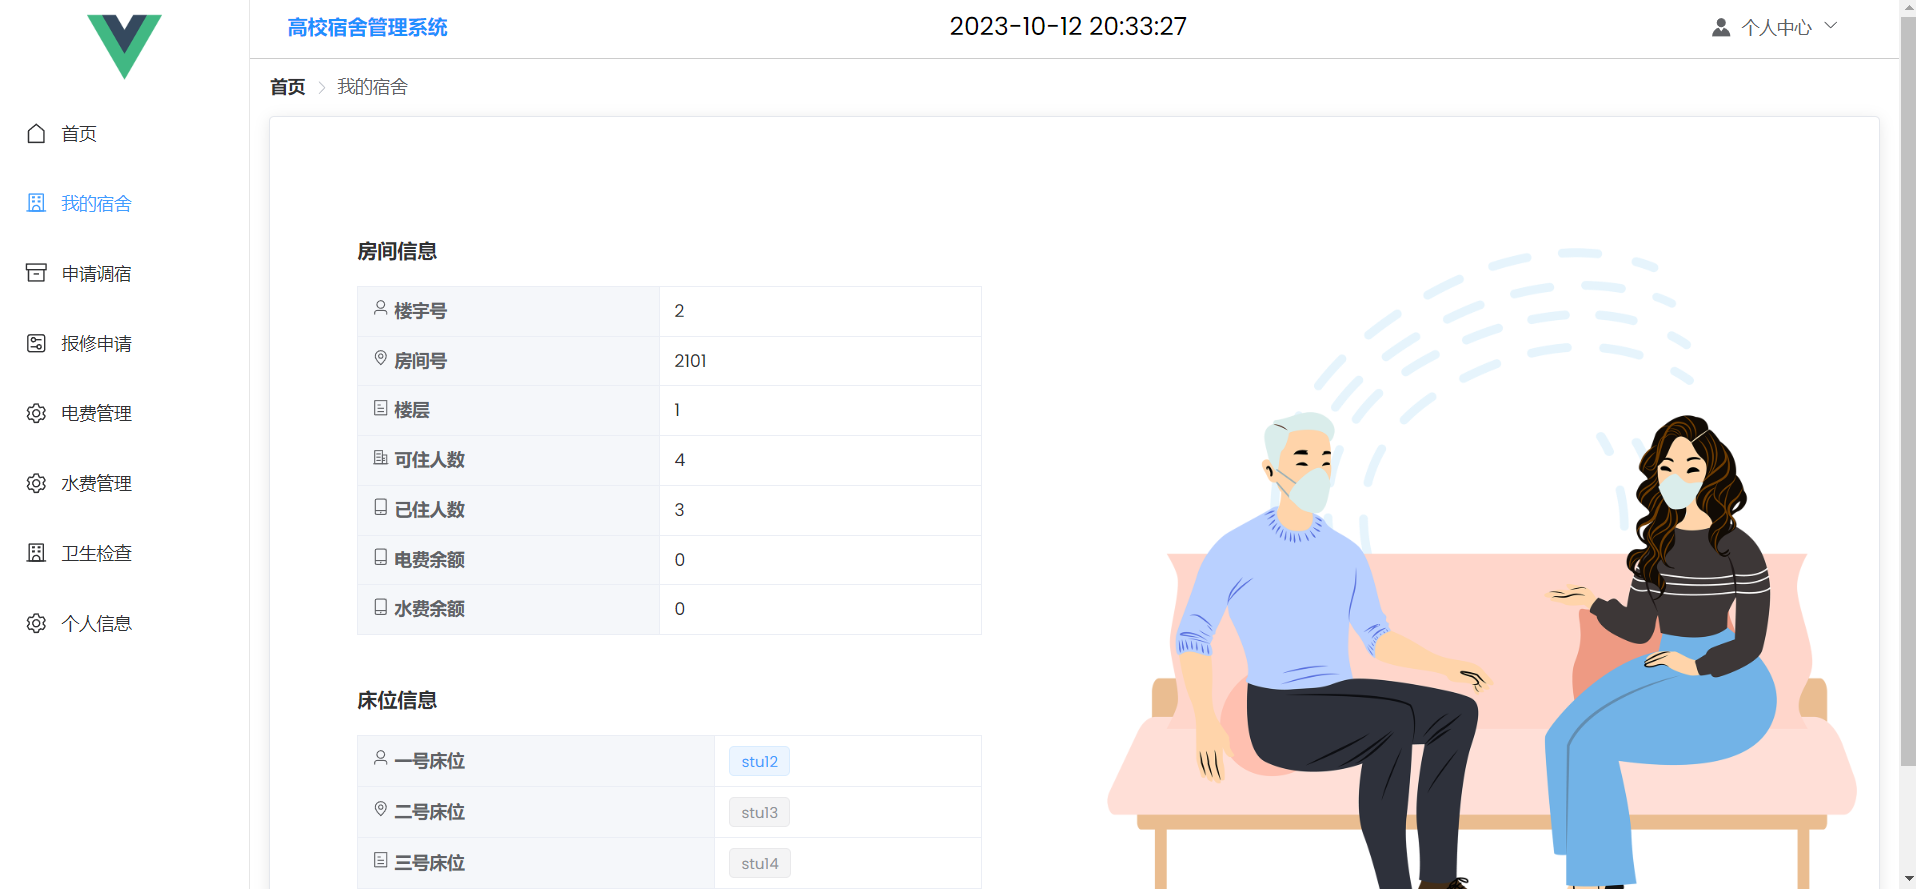 高校宿舍管理系统
2023-10-12 20:33:27
个人中心
首页
我的宿舍
申请调宿
报修申请
电费管理
水费管理
卫生检查
个人信息
首页 > 我的宿舍
房间信息
楼宇号 2
房间号 2101
楼层 1
可住人数 4
已住人数 3
电费余额 0
水费余额 0
床位信息
一号床位 stu12
二号床位 stu13
三号床位 stu14